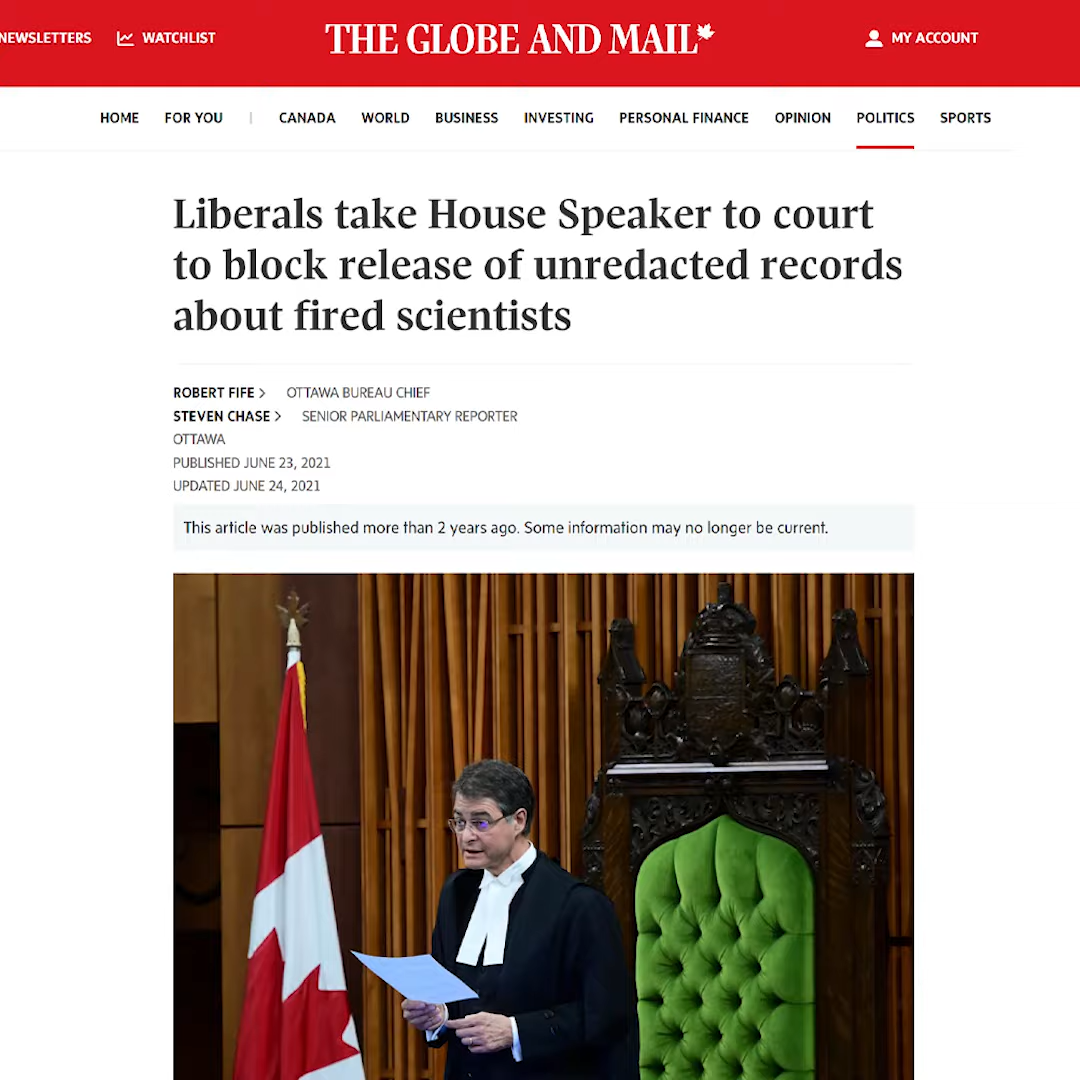 NEWSLETTERS WATCHLIST THE GLOBE AND MAIL MY ACCOUNT
HOME FOR YOU | CANADA WORLD BUSINESS INVESTING PERSONAL FINANCE OPINION POLITICS SPORTS
Liberals take House Speaker to court
to block release of unredacted records
about fired scientists
ROBERT FIFE > OTTAWA BUREAU CHIEF
STEVEN CHASE > SENIOR PARLIAMENTARY REPORTER
OTTAWA
PUBLISHED JUNE 23, 2021
UPDATED JUNE 24, 2021
This article was published more than 2 years ago. Some information may no longer be current.